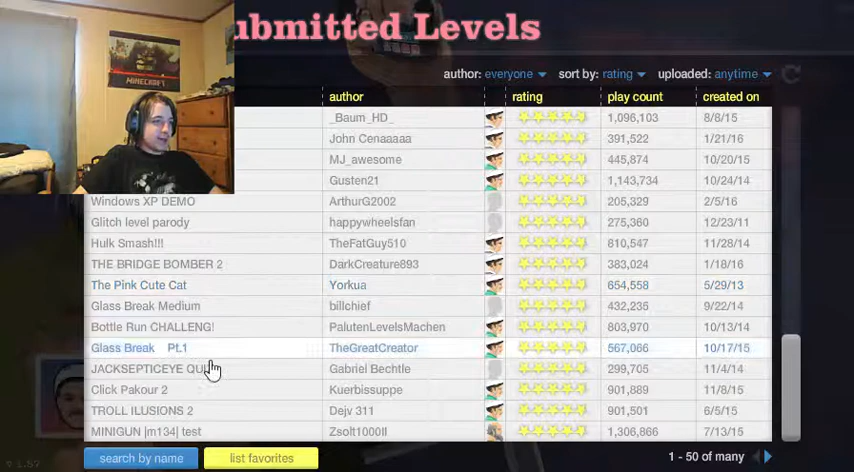 ubmitted Levels
MINECRAFT
author: everyone sort by: rating uploaded: anytime
author rating play count created on
_Baum_HD_ 1,096,103 8/8/15
John Cenaaaaa 391,522 1/21/16
MJ_awesome 445,874 10/20/15
Gusten21 1,143,734 10/24/14
Windows XP DEMO ArthurG2002 205,329 2/5/16
Glitch level parody happywheelsfan 275,360 12/23/11
Hulk Smash!!! TheFatGuy510 810,547 11/28/14
THE BRIDGE BOMBER 2 DarkCreature893 383,024 1/18/16
The Pink Cute Cat Yorkua 654,558 5/29/13
Glass Break Medium billchief 432,235 9/22/14
Bottle Run CHALLENG! PalutenLevelsMachen 803,970 10/13/14
Glass Break Pt.1 TheGreatCreator 567,066 10/17/15
JACKSEPTICEYE QU Gabriel Bechtle 299,705 11/4/14
Click Pakour 2 Kuerbissuppe 901,889 11/8/15
TROLL ILUSIONS 2 Dejv 311 901,501 6/5/15
MINIGUN |m134| test Zsolt1000II 1,306,866 7/13/15
search by name list favorites 1 - 50 of many
v 1.57